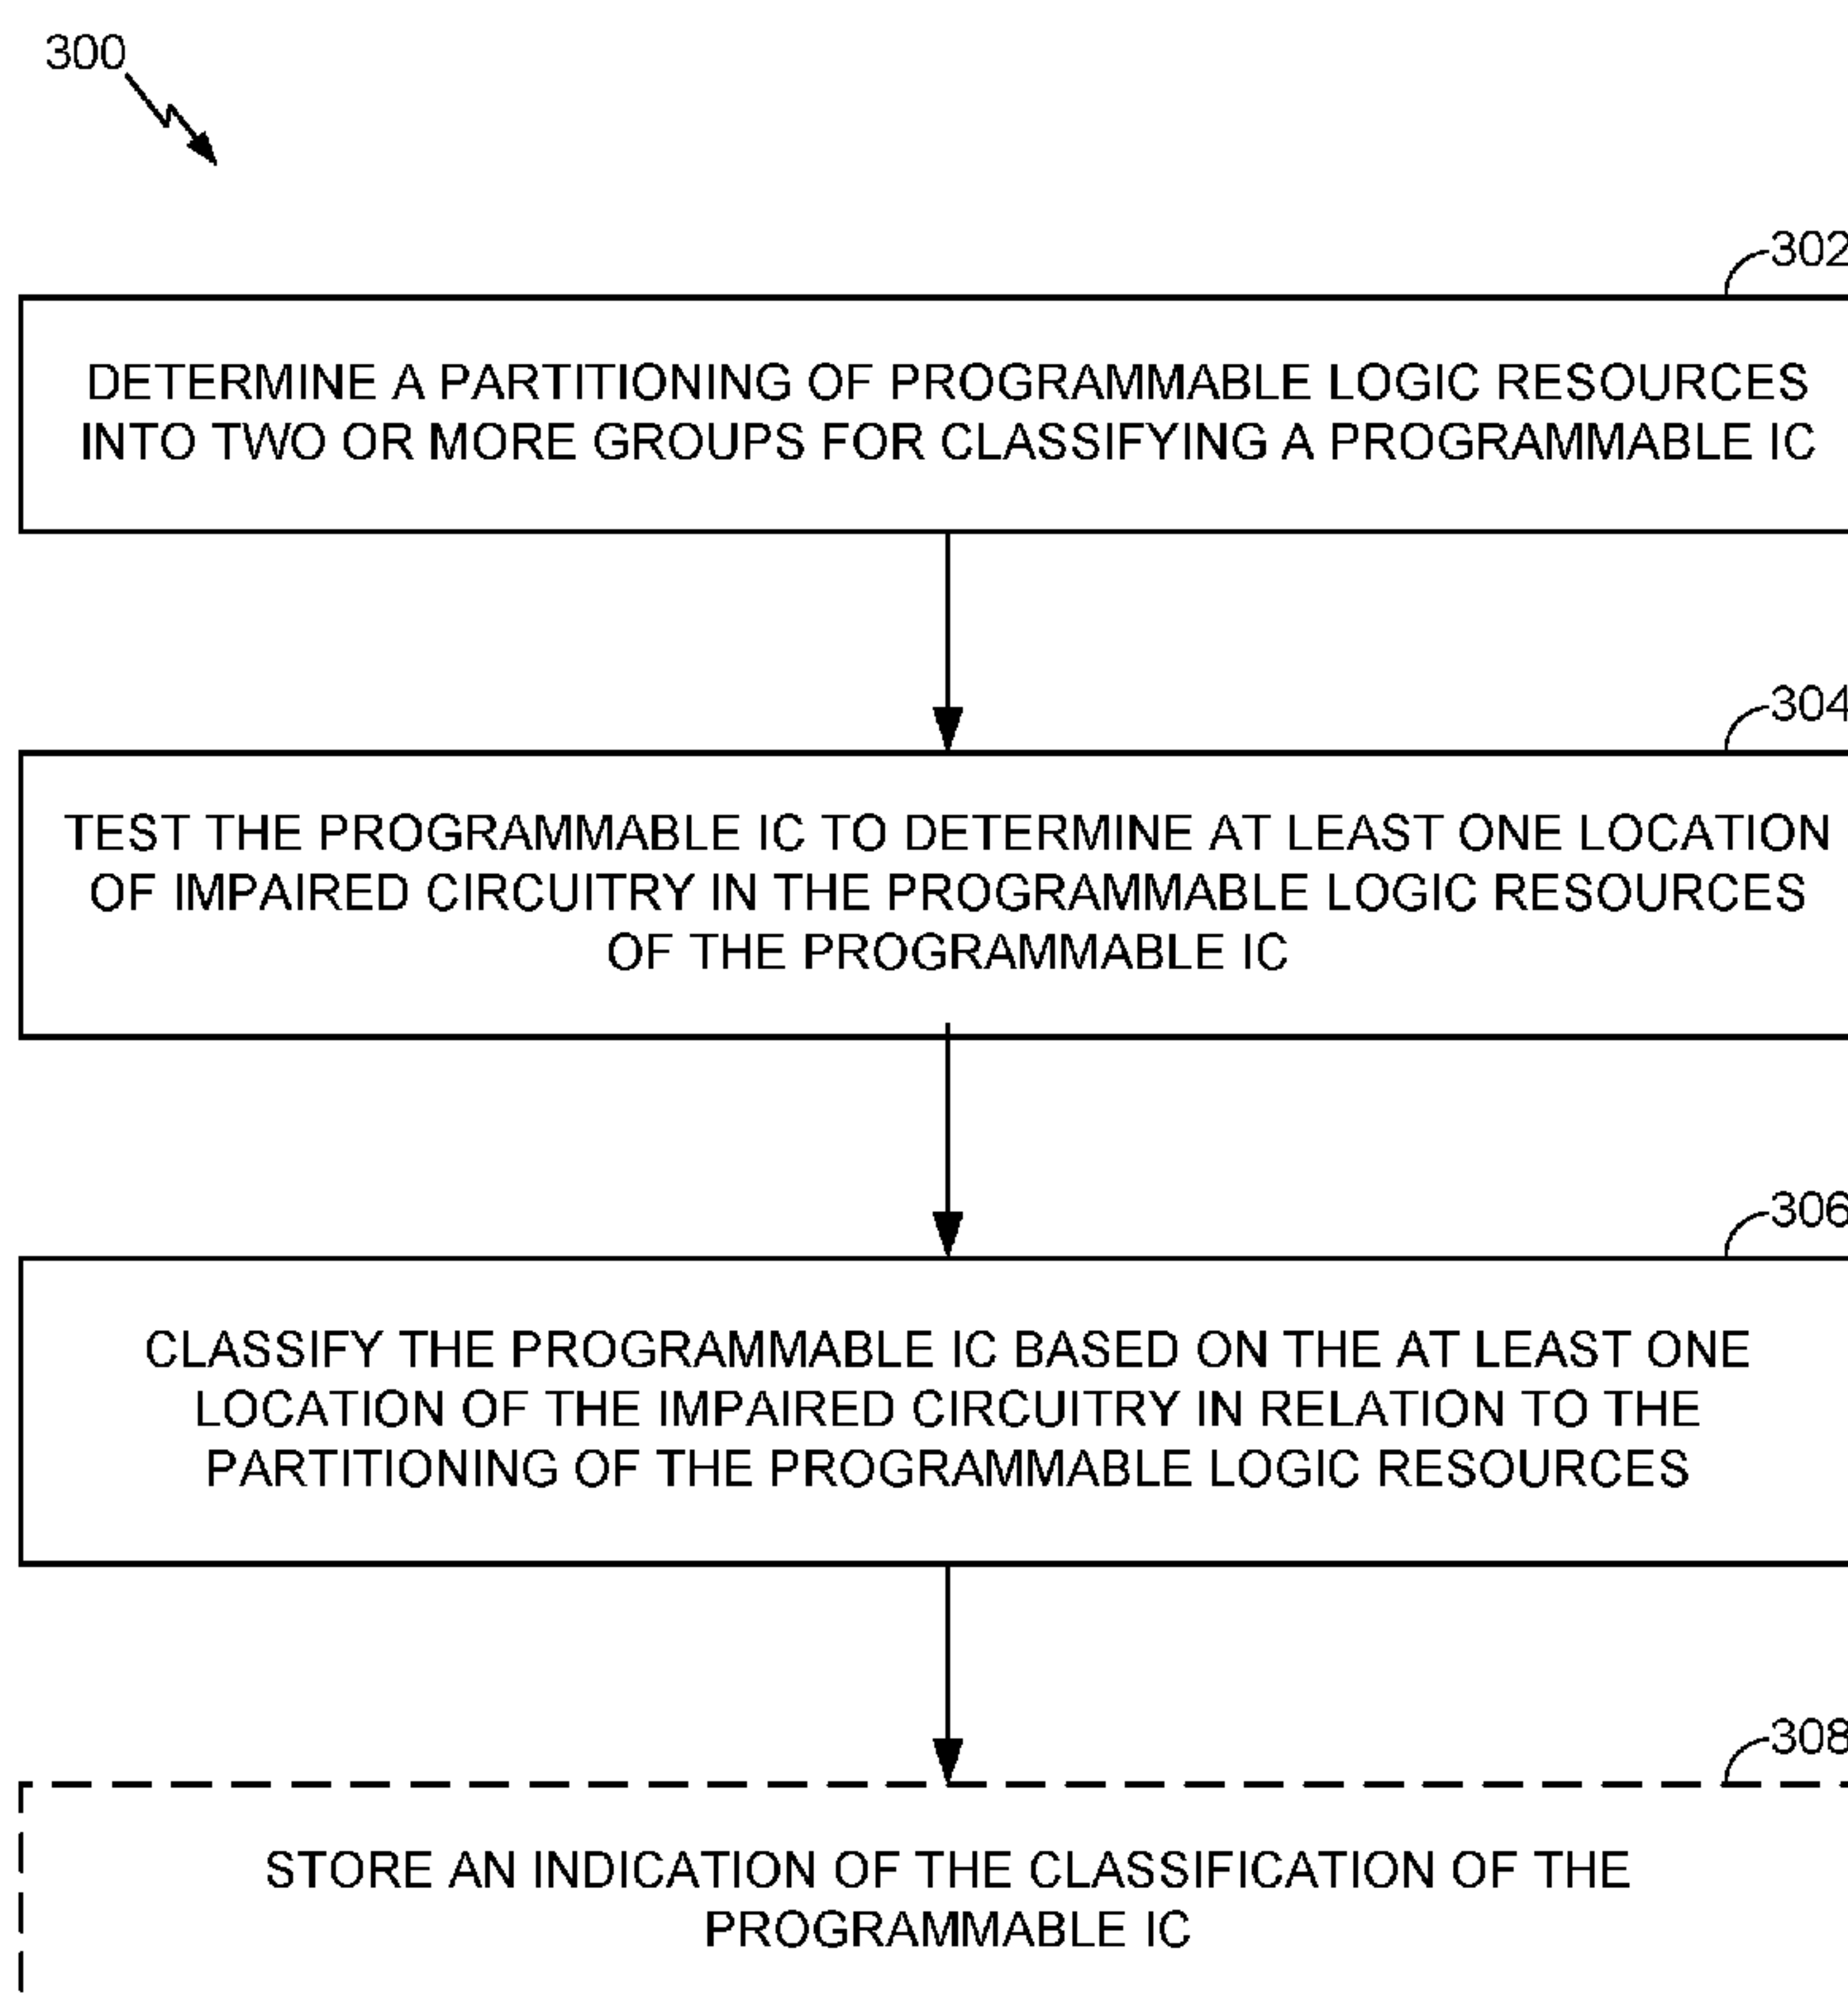 300
302
DETERMINE A PARTITIONING OF PROGRAMMABLE LOGIC RESOURCES
INTO TWO OR MORE GROUPS FOR CLASSIFYING A PROGRAMMABLE IC
304
TEST THE PROGRAMMABLE IC TO DETERMINE AT LEAST ONE LOCATION
OF IMPAIRED CIRCUITRY IN THE PROGRAMMABLE LOGIC RESOURCES
OF THE PROGRAMMABLE IC
306
CLASSIFY THE PROGRAMMABLE IC BASED ON THE AT LEAST ONE
LOCATION OF THE IMPAIRED CIRCUITRY IN RELATION TO THE
PARTITIONING OF THE PROGRAMMABLE LOGIC RESOURCES
308
STORE AN INDICATION OF THE CLASSIFICATION OF THE
PROGRAMMABLE IC